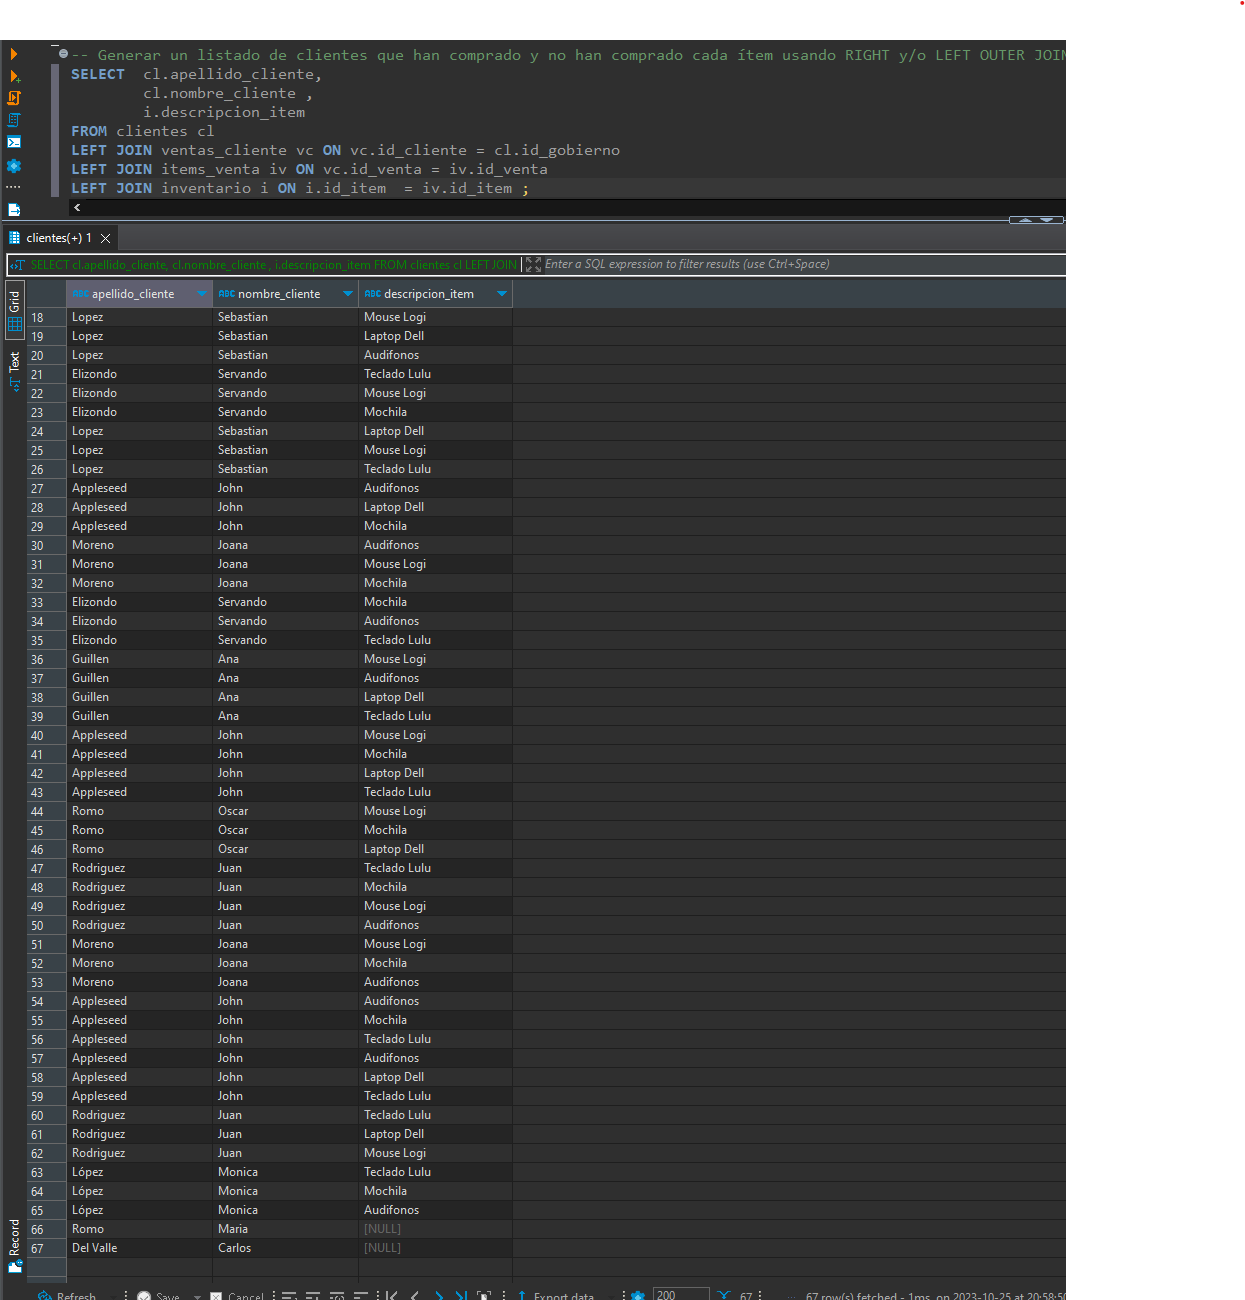 -- Generar un listado de clientes que han comprado y no han comprado cada ítem usando RIGHT y/o LEFT OUTER JOIN
SELECT cl.apellido_cliente,
cl.nombre_cliente ,
i.descripcion_item
FROM clientes cl
LEFT JOIN ventas_cliente vc ON vc.id_cliente = cl.id_gobierno
LEFT JOIN items_venta iv ON vc.id_venta = iv.id_venta
LEFT JOIN inventario i ON i.id_item = iv.id_item ;
clientes(+) 1
SELECT cl.apellido_cliente, cl.nombre_cliente , i.descripcion_item FROM clientes cl LEFT JOIN Enter a SQL expression to filter results (use Ctrl+Space)
Grid
Text
Record
ABC apellido_cliente ABC nombre_cliente ABC descripcion_item
18 Lopez Sebastian Mouse Logi
19 Lopez Sebastian Laptop Dell
20 Lopez Sebastian Audifonos
21 Elizondo Servando Teclado Lulu
22 Elizondo Servando Mouse Logi
23 Elizondo Servando Mochila
24 Lopez Sebastian Laptop Dell
25 Lopez Sebastian Mouse Logi
26 Lopez Sebastian Teclado Lulu
27 Appleseed John Audifonos
28 Appleseed John Laptop Dell
29 Appleseed John Mochila
30 Moreno Joana Audifonos
31 Moreno Joana Mouse Logi
32 Moreno Joana Mochila
33 Elizondo Servando Mochila
34 Elizondo Servando Audifonos
35 Elizondo Servando Teclado Lulu
36 Guillen Ana Mouse Logi
37 Guillen Ana Audifonos
38 Guillen Ana Laptop Dell
39 Guillen Ana Teclado Lulu
40 Appleseed John Mouse Logi
41 Appleseed John Mochila
42 Appleseed John Laptop Dell
43 Appleseed John Teclado Lulu
44 Romo Oscar Mouse Logi
45 Romo Oscar Mochila
46 Romo Oscar Laptop Dell
47 Rodriguez Juan Teclado Lulu
48 Rodriguez Juan Mochila
49 Rodriguez Juan Mouse Logi
50 Rodriguez Juan Audifonos
51 Moreno Joana Mouse Logi
52 Moreno Joana Mochila
53 Moreno Joana Audifonos
54 Appleseed John Audifonos
55 Appleseed John Mochila
56 Appleseed John Teclado Lulu
57 Appleseed John Audifonos
58 Appleseed John Laptop Dell
59 Appleseed John Teclado Lulu
60 Rodriguez Juan Teclado Lulu
61 Rodriguez Juan Laptop Dell
62 Rodriguez Juan Mouse Logi
63 López Monica Teclado Lulu
64 López Monica Mochila
65 López Monica Audifonos
66 Romo Maria [NULL]
67 Del Valle Carlos [NULL]
Refresh Save Cancel Export data 200 67 67 row(s) fetched - 1ms, on 2023-10-25 at 20:58:50